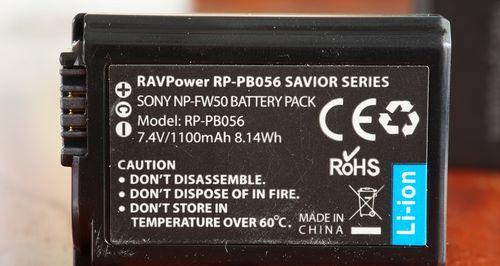 RAVPower RP-PB056 SAVIOR SERIES
SONY NP-FW50 BATTERY PACK
Model: RP-PB056
7.4V/1100mAh 8.14Wh
+
C
−
CE
RoHS
CAUTION
• DON'T DISASSEMBLE.
• DON'T DISPOSE OF IN FIRE.
• DON'T STORE IN
TEMPERATURE OVER 60℃.
MADE IN
CHINA
Li-ion